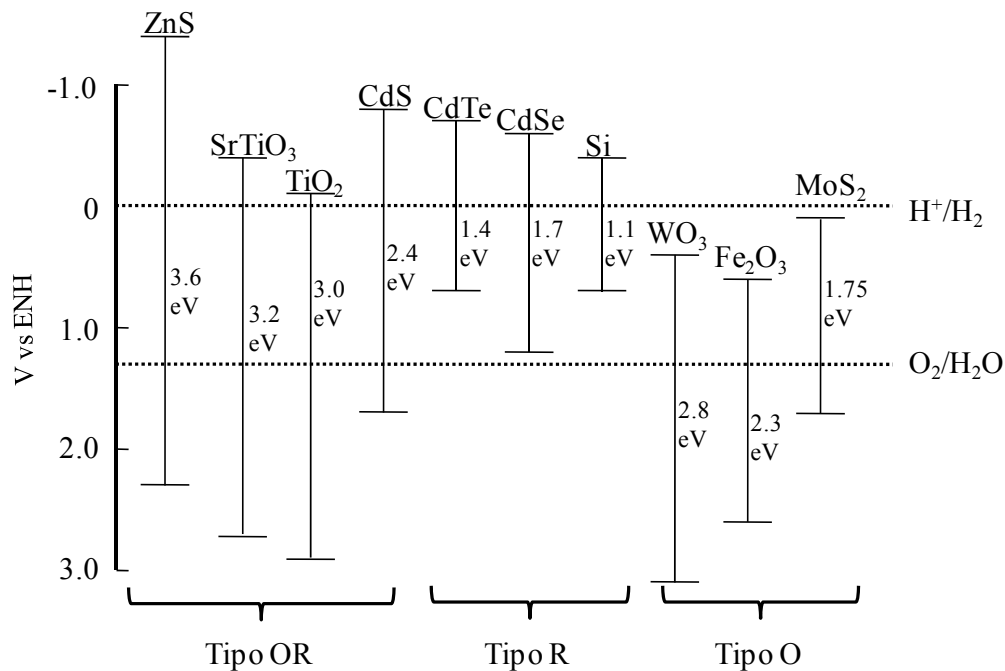 ZnS
-1.0
CdS
CdTe
CdSe
SrTiO₃
Si
TiO₂
MoS₂
0
H⁺/H₂
WO₃
1.4
eV
1.7
eV
1.1
eV
2.4
eV
Fe₂O₃
3.6
eV
3.0
eV
3.2
eV
1.75
eV
V vs ENH
1.0
O₂/H₂O
2.8
eV
2.3
eV
2.0
3.0
Tipo OR
Tipo R
Tipo O